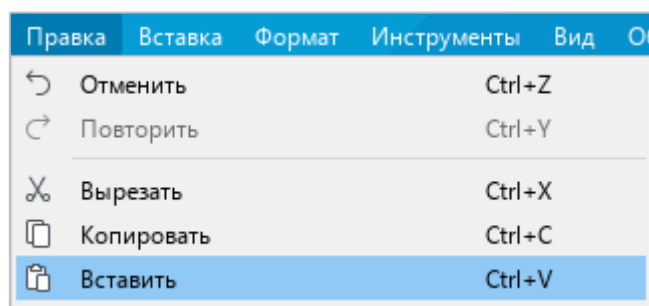 Правка Вставка Формат Инструменты Вид
Отменить Ctrl+Z
Повторить Ctrl+Y
Вырезать Ctrl+X
Копировать Ctrl+C
Вставить Ctrl+V